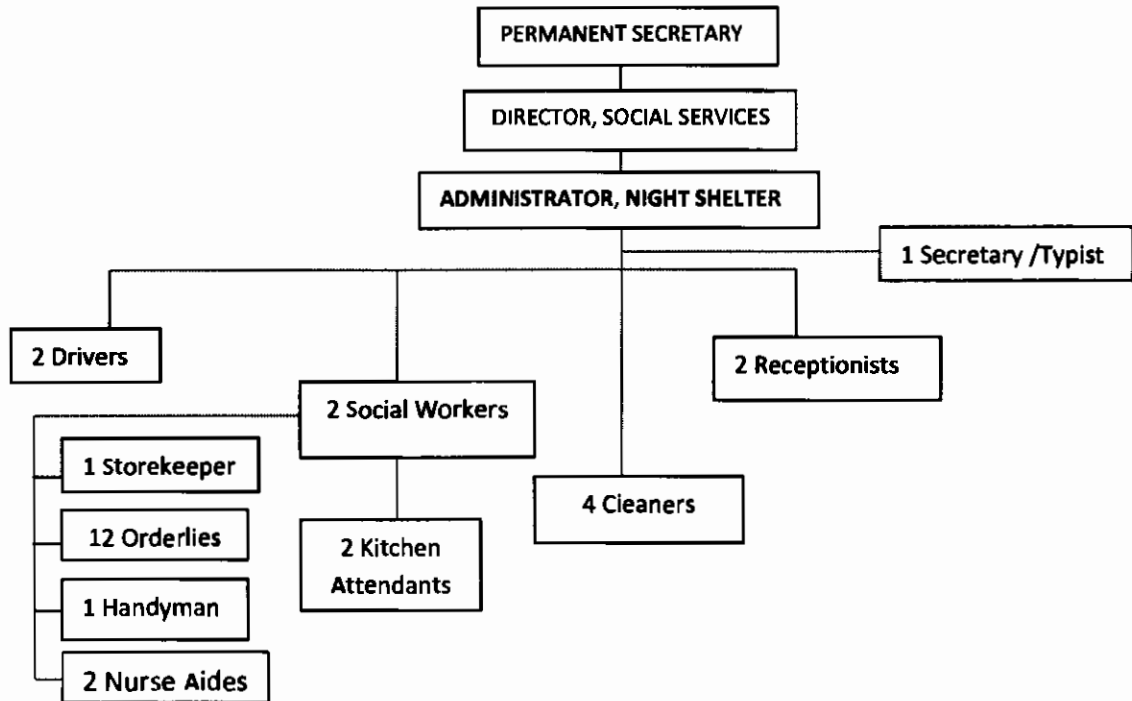 PERMANENT SECRETARY
DIRECTOR, SOCIAL SERVICES
ADMINISTRATOR, NIGHT SHELTER
1 Secretary /Typist
2 Drivers
2 Receptionists
2 Social Workers
1 Storekeeper
4 Cleaners
12 Orderlies
2 Kitchen
Attendants
1 Handyman
2 Nurse Aides